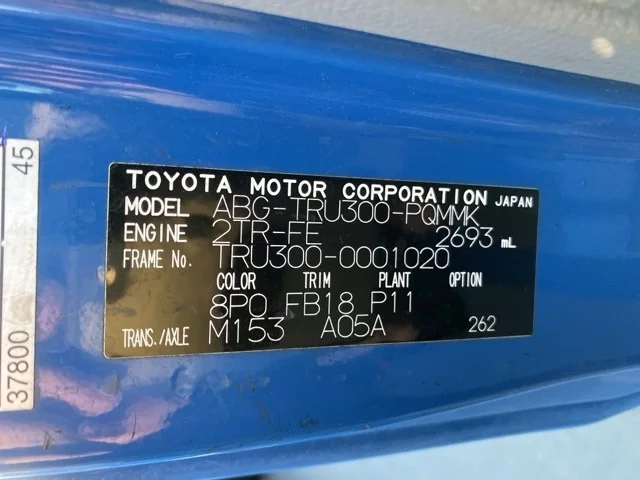 TOYOTA MOTOR CORPORATION JAPAN
MODEL ABG-TRU300-PQMMK
ENGINE 2TR-FE 2693 mL
FRAME No. TRU300-0001020
COLOR TRIM PLANT OPTION
8P0 FB18 P11
TRANS./AXLE M153 A05A 262
37800 45